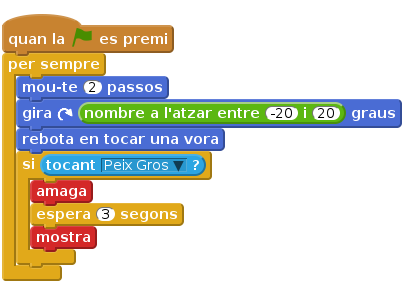 quan la es premi
per sempre
mou-te 2 passos
gira nombre a l'atzar entre -20 i 20 graus
rebota en tocar una vora
si tocant Peix Gros ?
amaga
espera 3 segons
mostra